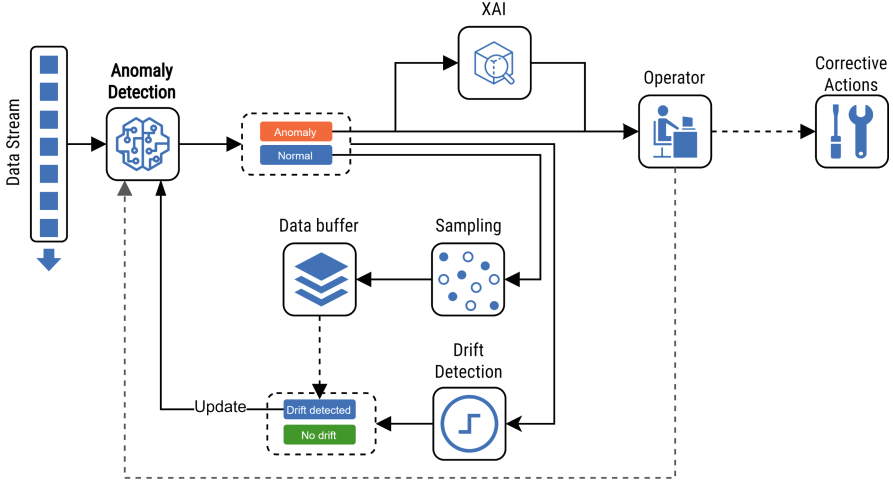 XAI
Anomaly
Detection
Operator
Corrective
Actions
Data Stream
Anomaly
Normal
Data buffer
Sampling
Drift
Detection
Update
Drift detected
No drift